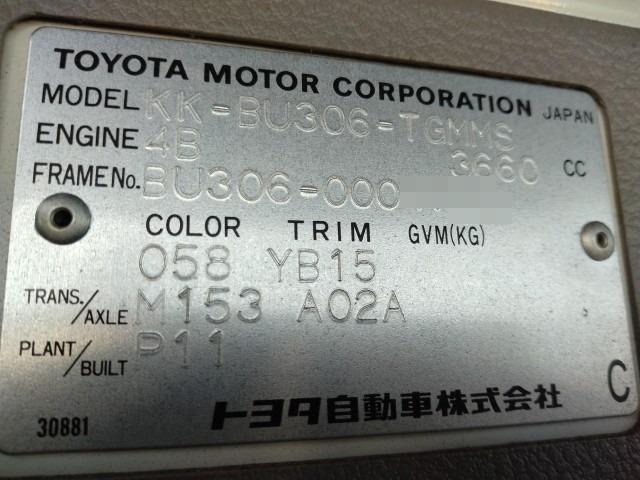 TOYOTA MOTOR CORPORATION JAPAN
MODEL KK-BU306-TGMMS
ENGINE 4B 3660 CC
FRAME No. BU306-000
COLOR TRIM GVM(KG)
058 YB15
TRANS./AXLE M153 A02A
PLANT/BUILT P11
30881 トヨタ自動車株式会社 C